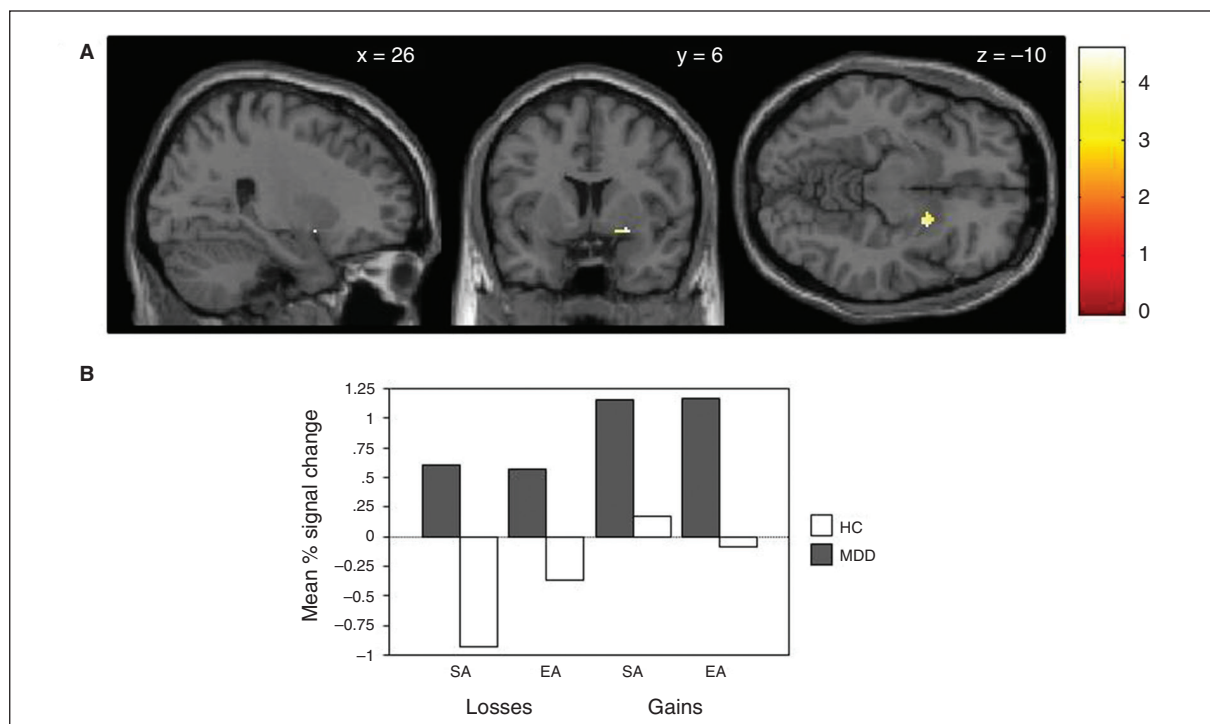 A
x = 26
y = 6
z = –10
4
3
2
1
0
B
Mean % signal change
1.25
1
.75
.5
.25
0
–0.25
–0.5
–0.75
–1
SA EA SA EA
Losses Gains
HC
MDD